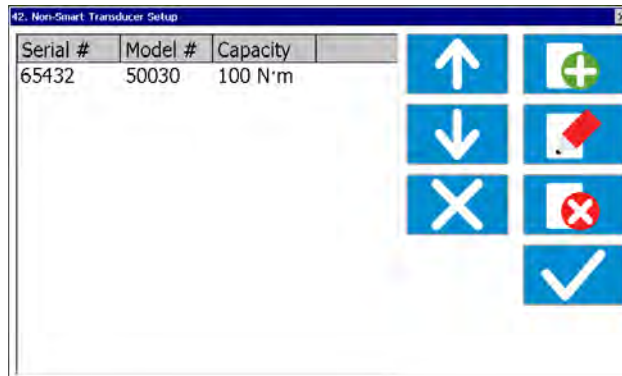 42. Non-Smart Transducer Setup
Serial # Model # Capacity
65432 50030 100 N·m